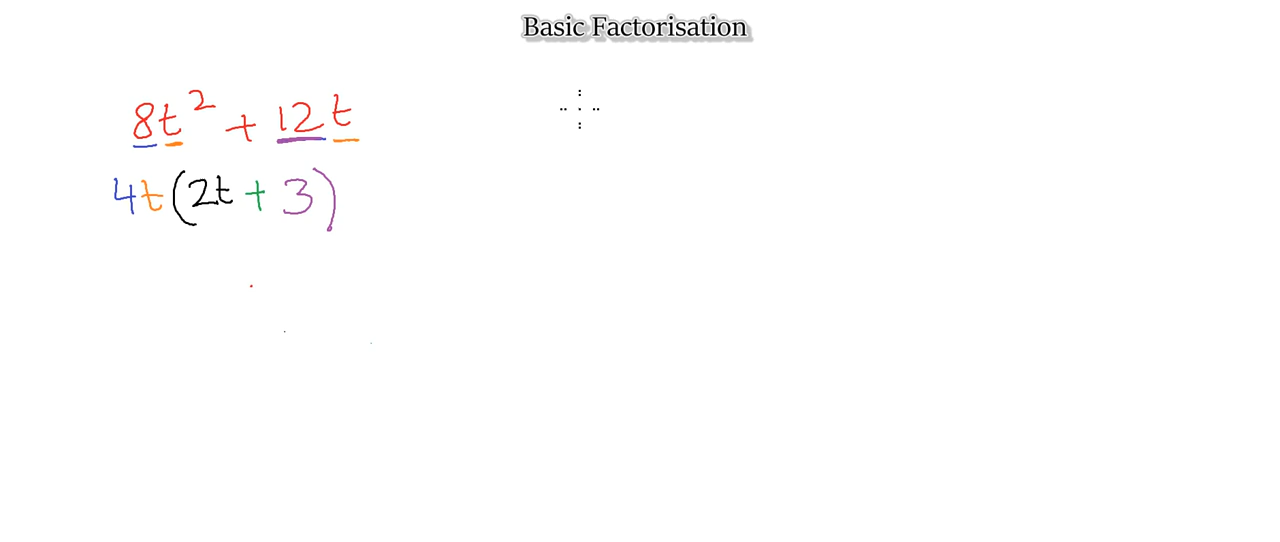 Basic Factorisation
8t² + 12t
4t(2t + 3)